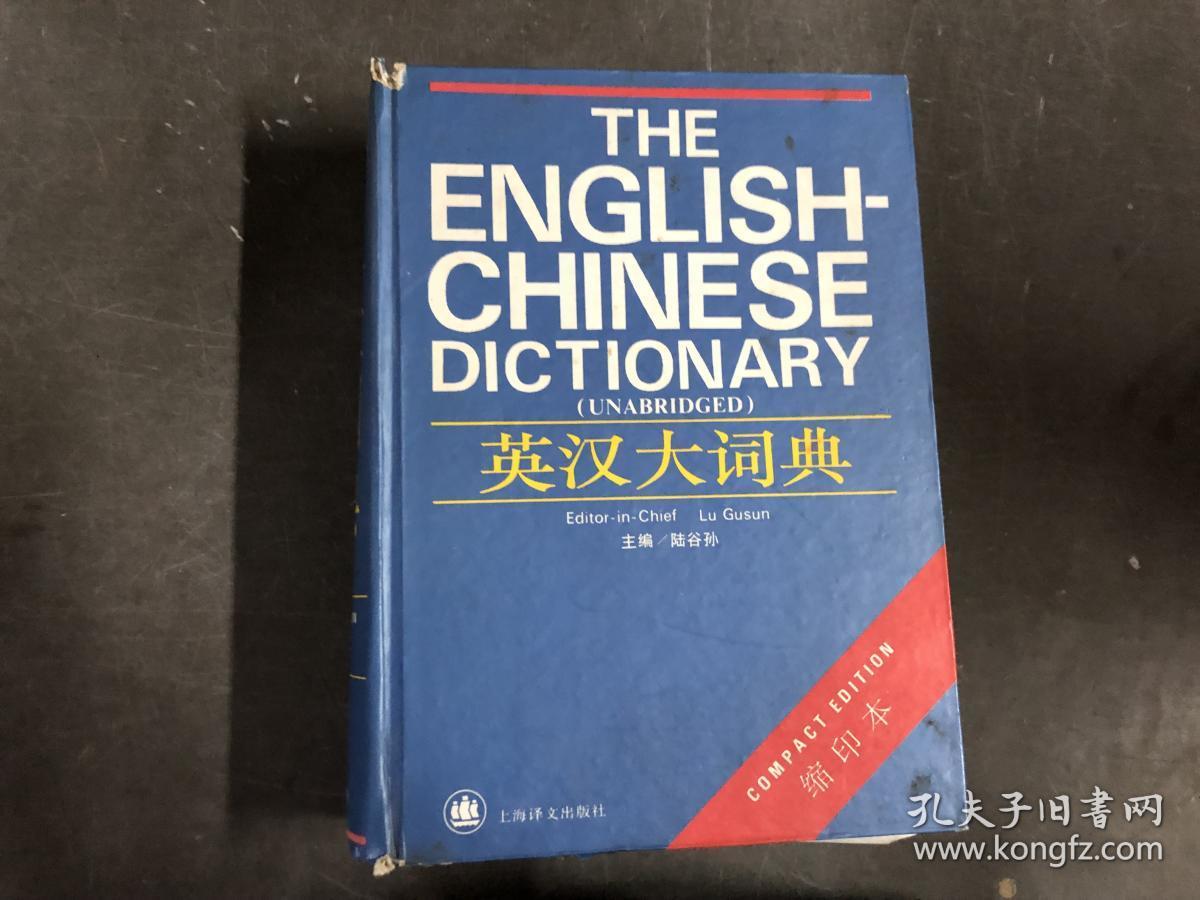 THE
ENGLISH-
CHINESE
DICTIONARY
(UNABRIDGED)
英汉大词典
Editor-in-Chief Lu Gusun
主编／陆谷孙
COMPACT EDITION
缩印本
上海译文出版社
孔夫子旧書网
www.kongfz.com